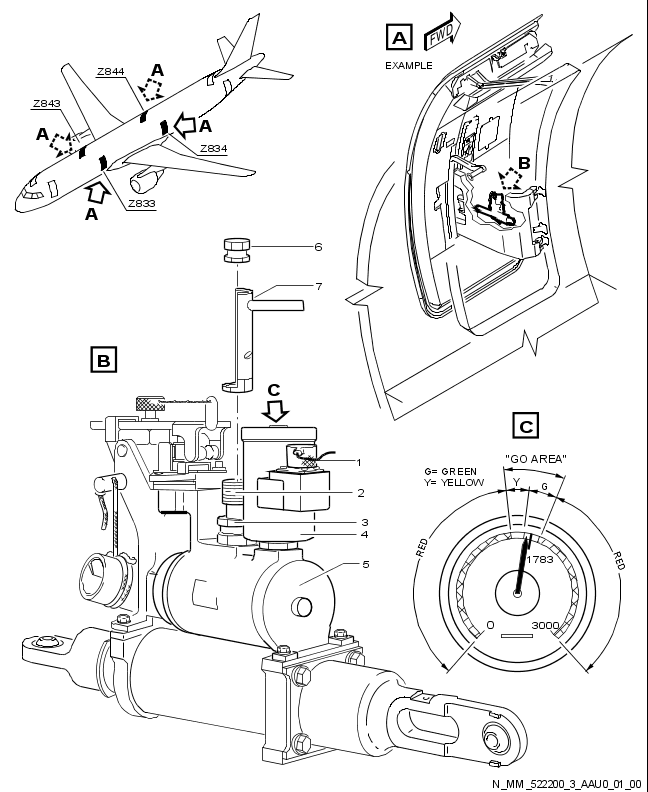 A
FWD
EXAMPLE
Z844
A
Z843
A
A
Z834
Z833
A
B
6
7
B
C
C
"GO AREA"
G= GREEN
Y= YELLOW
Y
G
RED
RED
1783
0
3000
1
2
3
4
5
N_MM_522200_3_AAU0_01_00